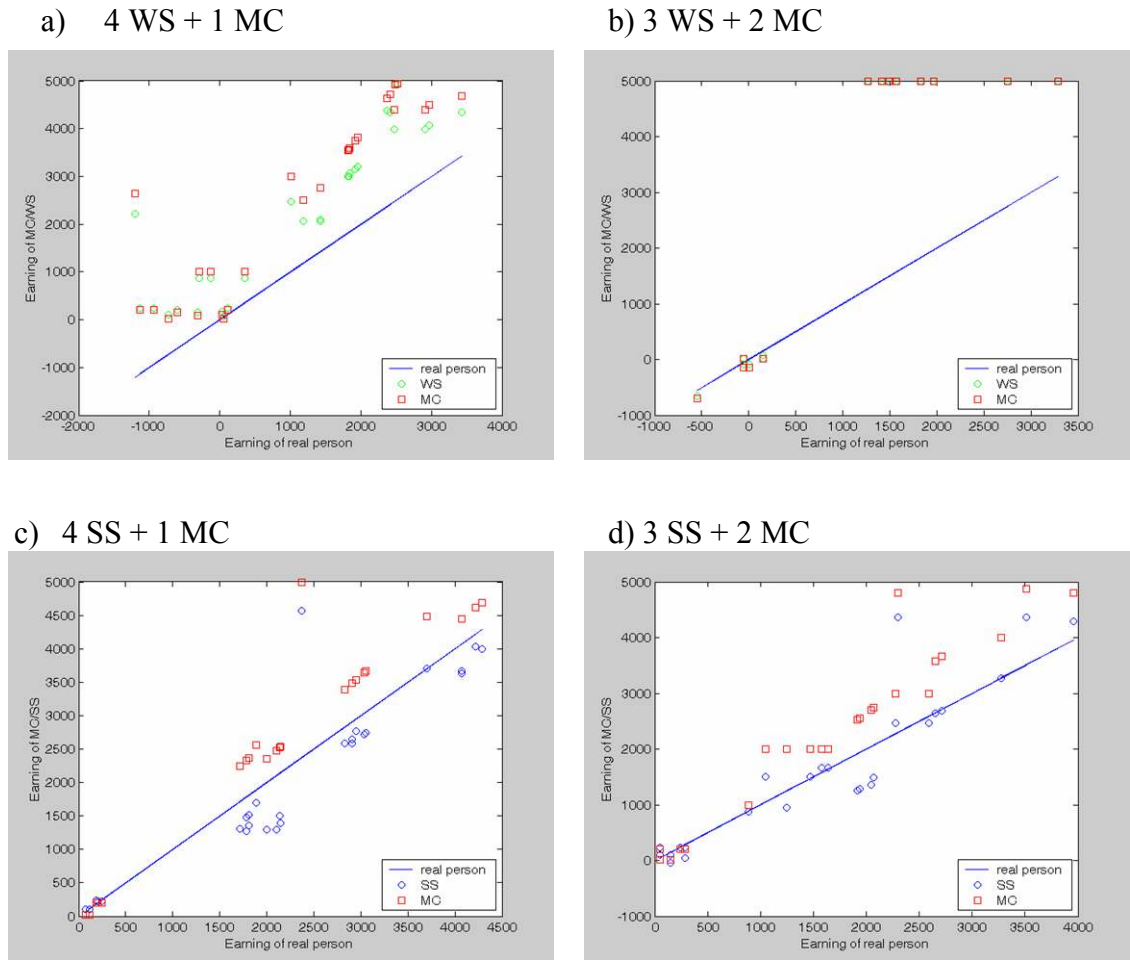 a) 4 WS + 1 MC
5000
4000
3000
2000
1000
0
-1000
-2000
-2000 -1000 0 1000 2000 3000 4000
Earning of MC/WS
Earning of real person
real person
WS
MC
b) 3 WS + 2 MC
5000
4000
3000
2000
1000
0
-1000
-1000 -500 0 500 1000 1500 2000 2500 3000 3500
Earning of MC/WS
Earning of real person
real person
WS
MC
c) 4 SS + 1 MC
5000
4500
4000
3500
3000
2500
2000
1500
1000
500
0
0 500 1000 1500 2000 2500 3000 3500 4000 4500
Earning of MC/SS
Earning of real person
real person
SS
MC
d) 3 SS + 2 MC
5000
4000
3000
2000
1000
0
-1000
0 500 1000 1500 2000 2500 3000 3500 4000
Earning of MC/SS
Earning of real person
real person
SS
MC